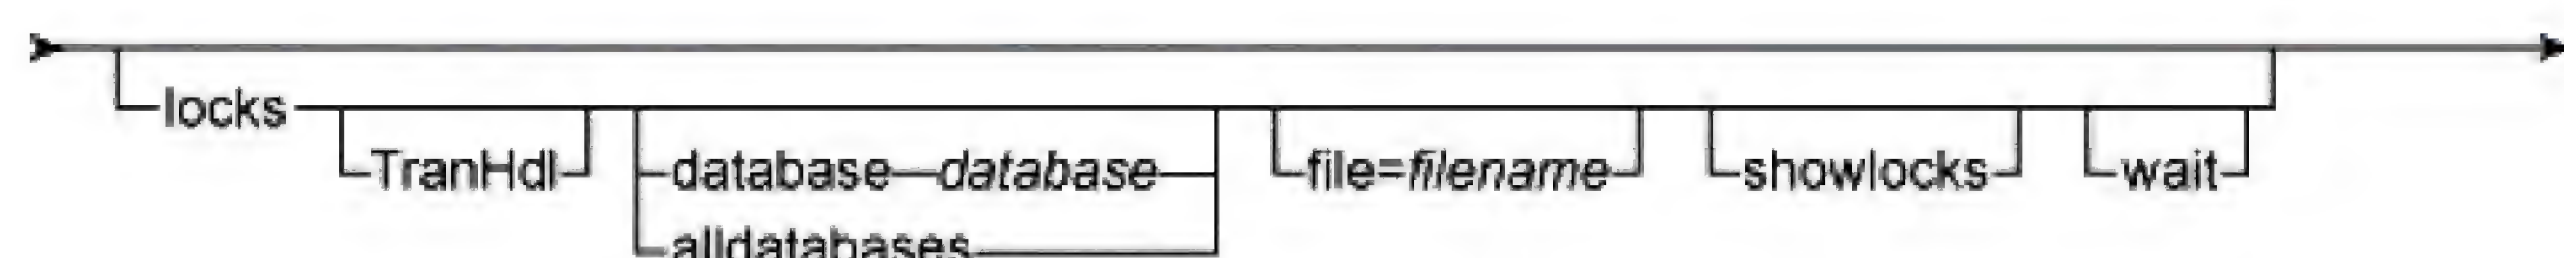 locks
TranHdl database database file=filename showlocks wait
alldatabases